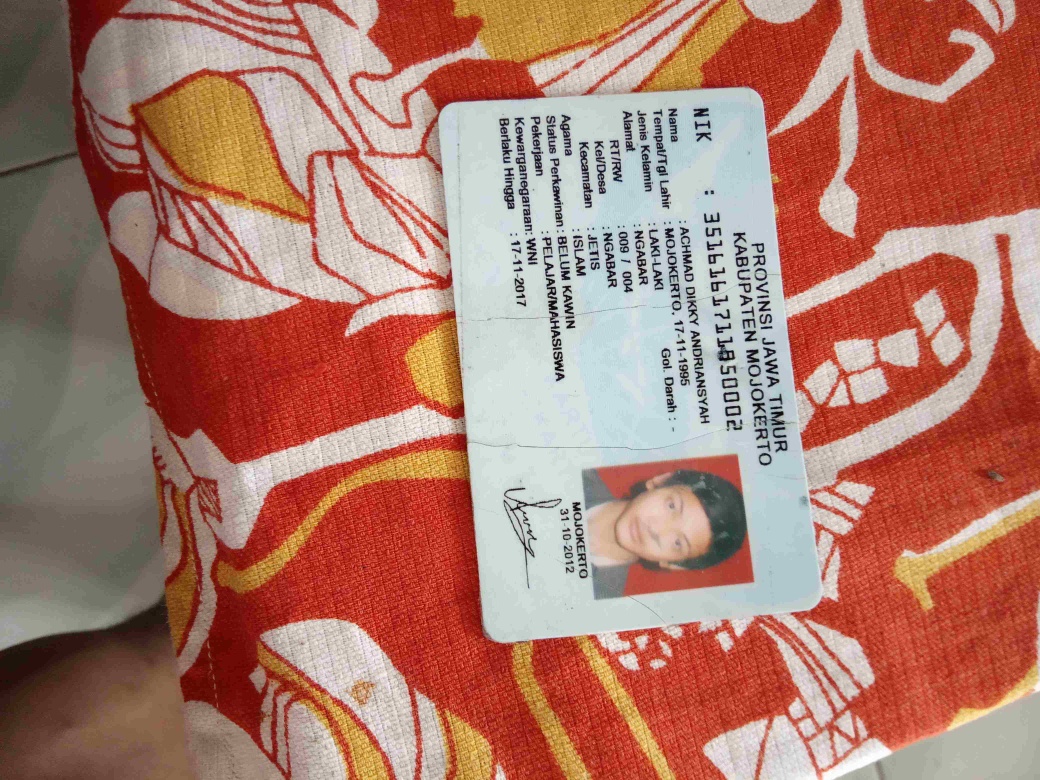 PROVINSI JAWA TIMUR
KABUPATEN MOJOKERTO
NIK : 3516161711950002
Nama : ACHMAD DIKKY ANDRIANSYAH
Tempat/Tgl Lahir : MOJOKERTO, 17-11-1995
Jenis Kelamin : LAKI-LAKI Gol. Darah : -
Alamat : NGABAR
RT/RW : 009 / 004
Kel/Desa : NGABAR
Kecamatan : JETIS
Agama : ISLAM
Status Perkawinan : BELUM KAWIN
Pekerjaan : PELAJAR/MAHASISWA
Kewarganegaraan: WNI
Berlaku Hingga : 17-11-2017
MOJOKERTO
31-10-2012